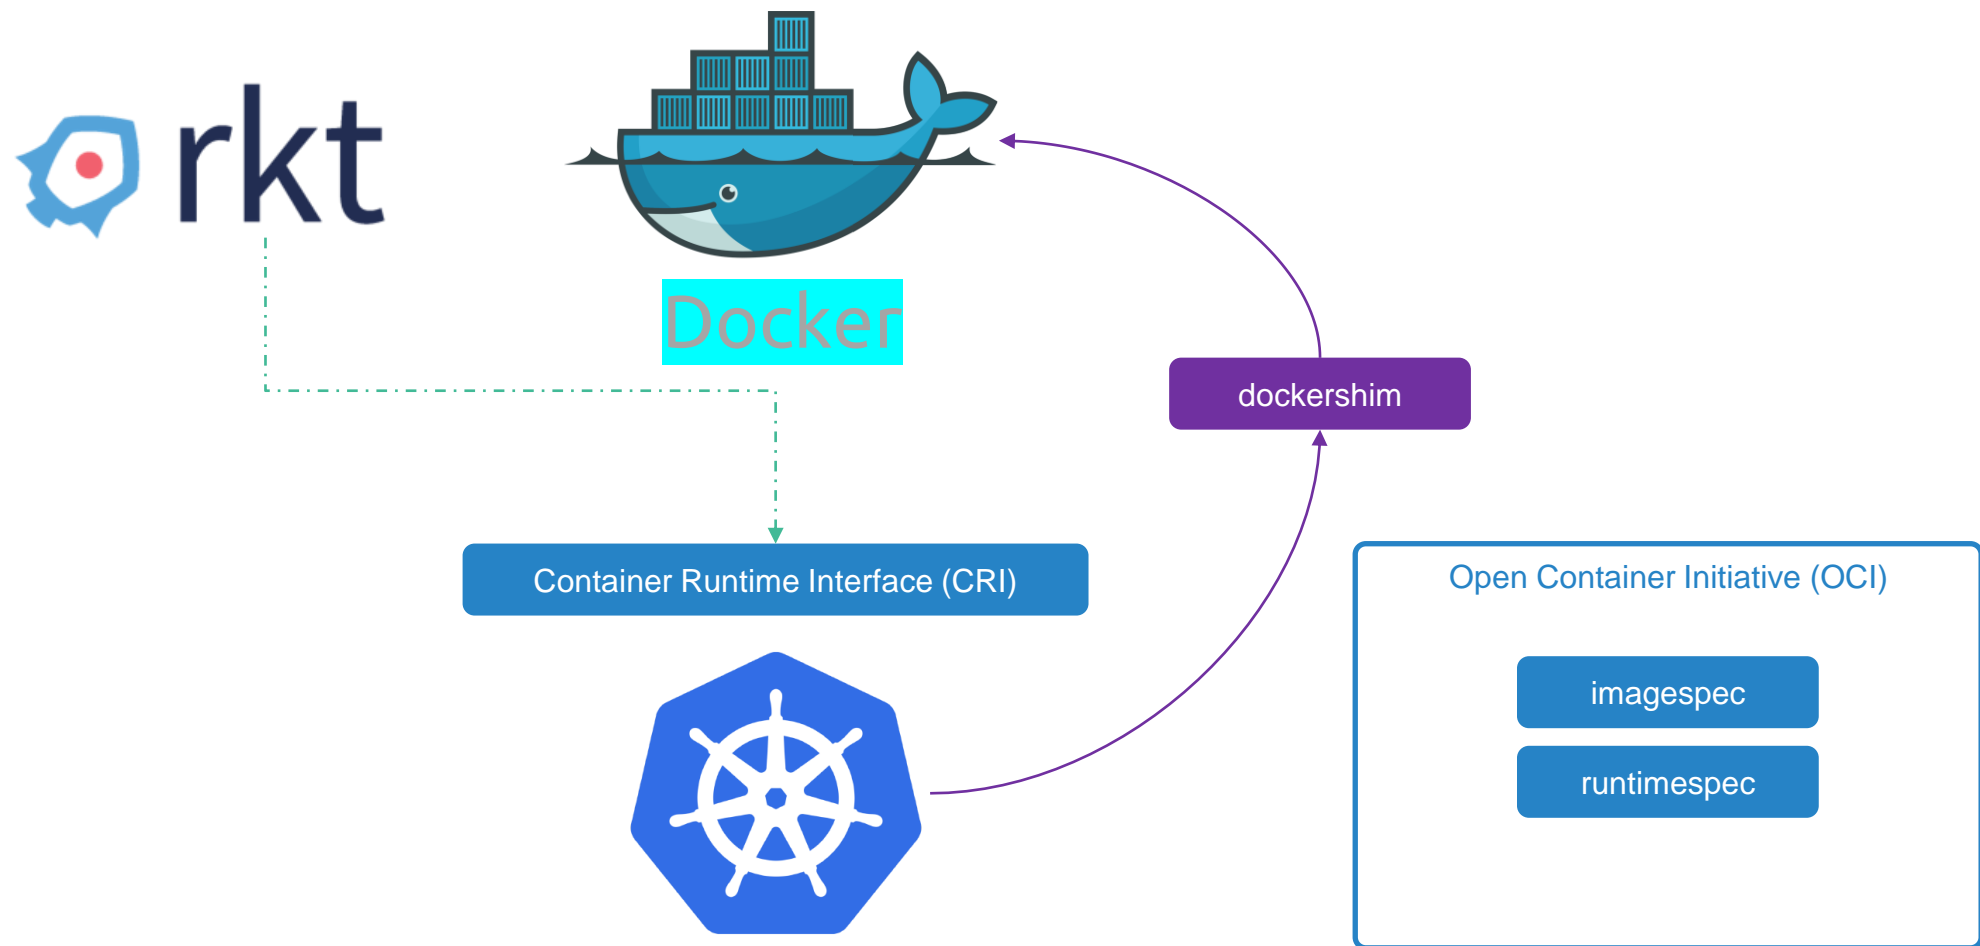 rkt
Docker
dockershim
Container Runtime Interface (CRI)
Open Container Initiative (OCI)
imagespec
runtimespec